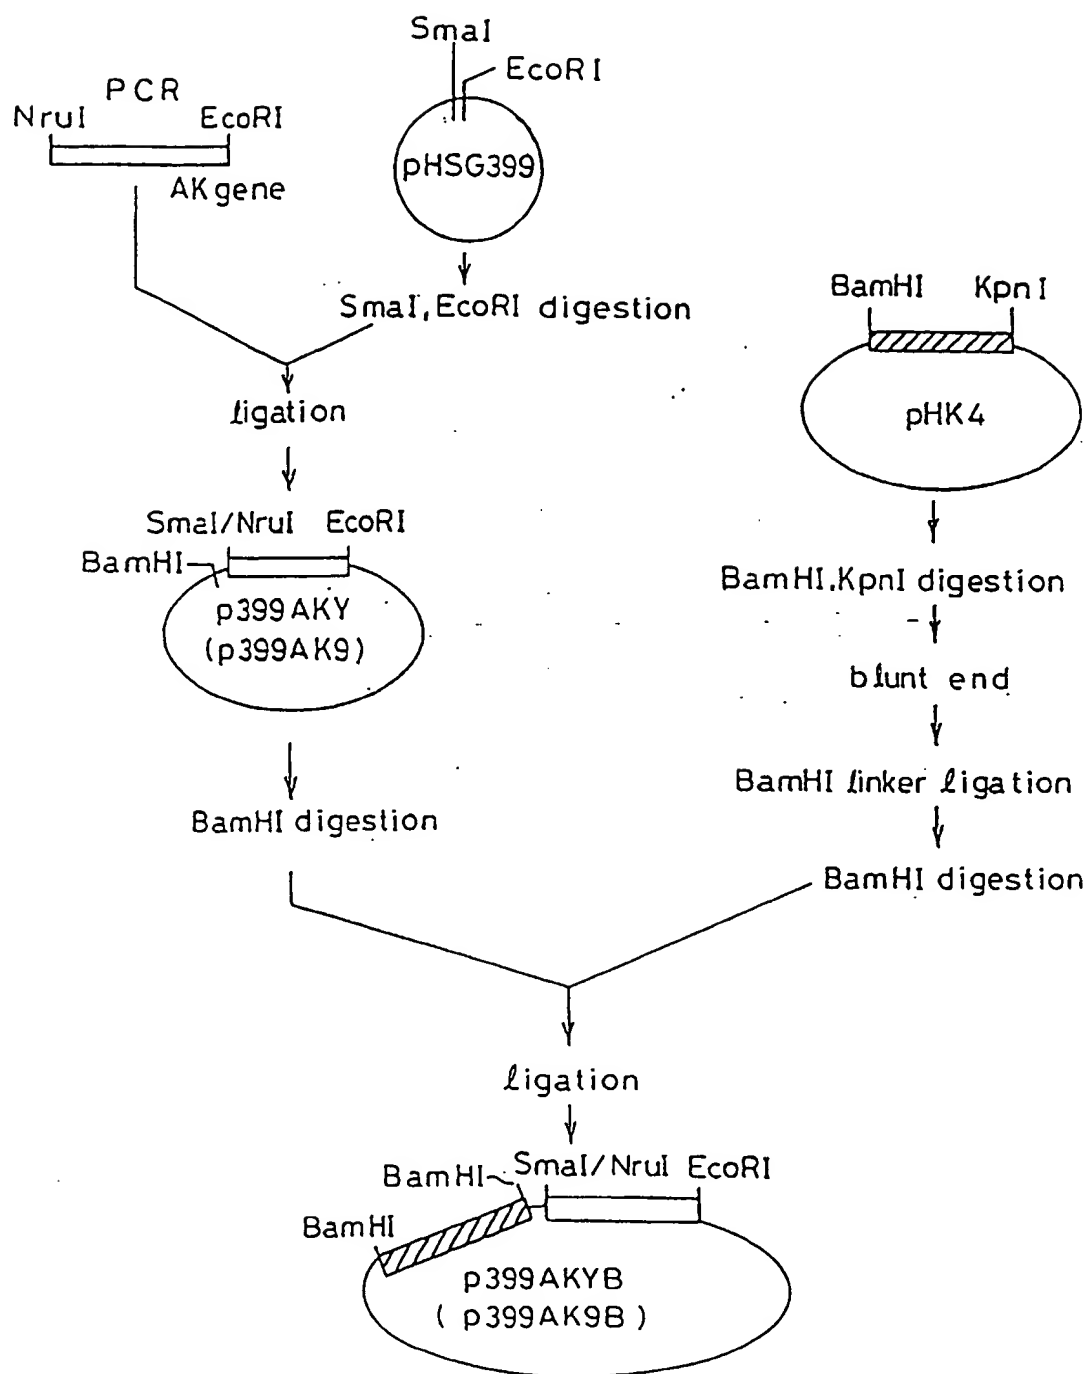 SmaI
EcoRI
PCR
NruI EcoRI
AK gene
pHSG399
SmaI, EcoRI digestion
ligation
BamHI KpnI
pHK4
BamHI, KpnI digestion
blunt end
BamHI linker ligation
BamHI digestion
SmaI/NruI EcoRI
BamHI
p399AKY
(p399AK9)
BamHI digestion
ligation
BamHI SmaI/NruI EcoRI
BamHI
p399AKYB
(p399AK9B)